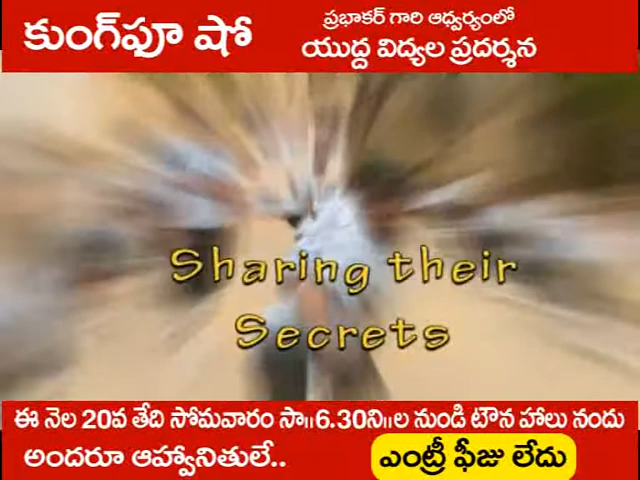 కుంగ్‌ఫూ షో
ప్రభాకర్ గారి ఆధ్వర్యంలో
యుద్ద విద్యల ప్రదర్శన
Sharing their
Secrets
ఈ నెల 20వ తేది సోమవారం సా॥6.30ని॥ల నుండి టౌన హాలు నందు
అందరూ ఆహ్వానితులే..
ఎంట్రీ ఫీజు లేదు